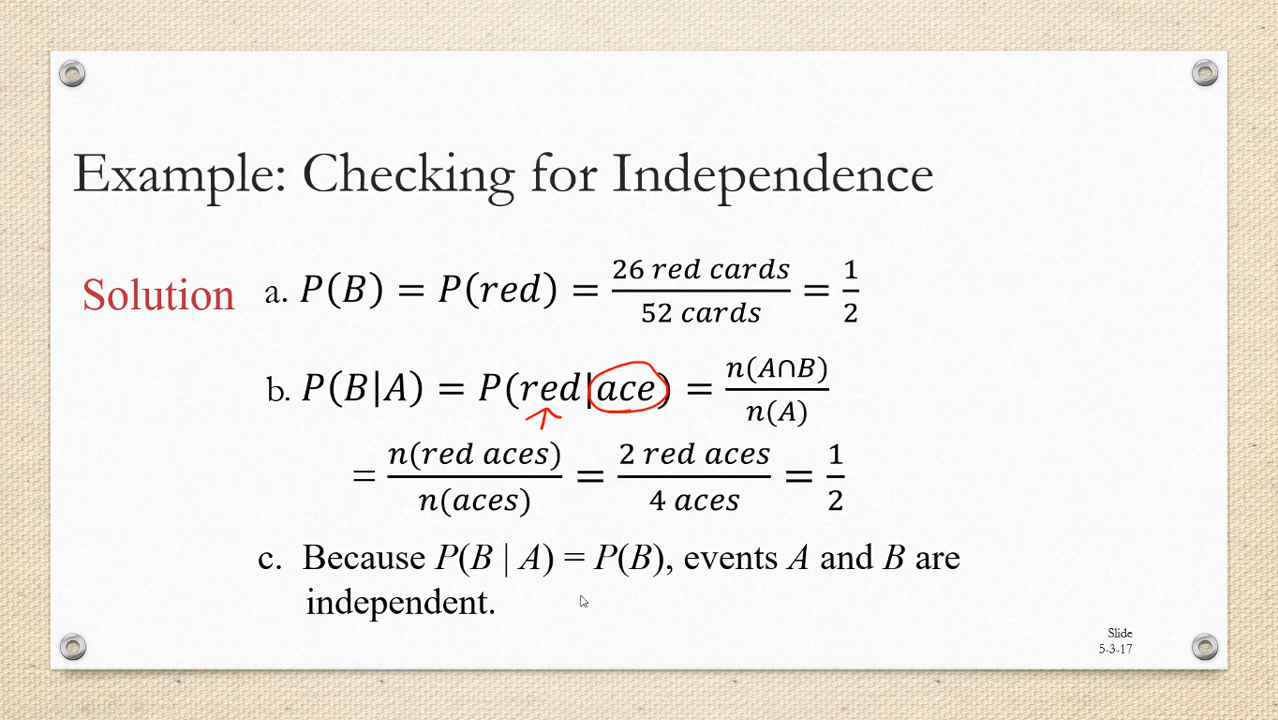 Example: Checking for Independence
Solution a. P(B) = P(red) = 26 red cards / 52 cards = 1/2
b. P(B|A) = P(red|ace) = n(A∩B) / n(A)
= n(red aces) / n(aces) = 2 red aces / 4 aces = 1/2
c. Because P(B | A) = P(B), events A and B are
independent.
Slide
5-3-17